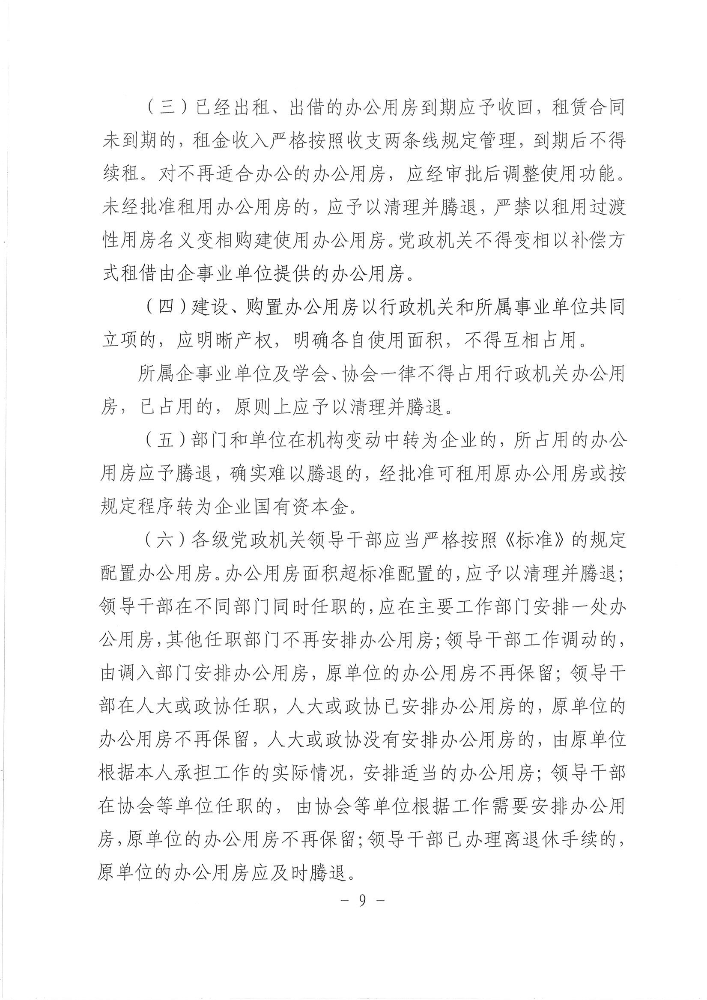 （三）已经出租、出借的办公用房到期应予收回，租赁合同
未到期的，租金收入严格按照收支两条线规定管理，到期后不得
续租。对不再适合办公的办公用房，应经审批后调整使用功能。
未经批准租用办公用房的，应予以清理并腾退，严禁以租用过渡
性用房名义变相购建使用办公用房。党政机关不得变相以补偿方
式租借由企事业单位提供的办公用房。
（四）建设、购置办公用房以行政机关和所属事业单位共同
立项的，应明晰产权，明确各自使用面积，不得互相占用。
所属企事业单位及学会、协会一律不得占用行政机关办公用
房，已占用的，原则上应予以清理并腾退。
（五）部门和单位在机构变动中转为企业的，所占用的办公
用房应予腾退，确实难以腾退的，经批准可租用原办公用房或按
规定程序转为企业国有资本金。
（六）各级党政机关领导干部应当严格按照《标准》的规定
配置办公用房。办公用房面积超标准配置的，应予以清理并腾退；
领导干部在不同部门同时任职的，应在主要工作部门安排一处办
公用房，其他任职部门不再安排办公用房；领导干部工作调动的，
由调入部门安排办公用房，原单位的办公用房不再保留；领导干
部在人大或政协任职，人大或政协已安排办公用房的，原单位的
办公用房不再保留，人大或政协没有安排办公用房的，由原单位
根据本人承担工作的实际情况，安排适当的办公用房；领导干部
在协会等单位任职的，由协会等单位根据工作需要安排办公用
房，原单位的办公用房不再保留；领导干部已办理离退休手续的，
原单位的办公用房应及时腾退。
- 9 -